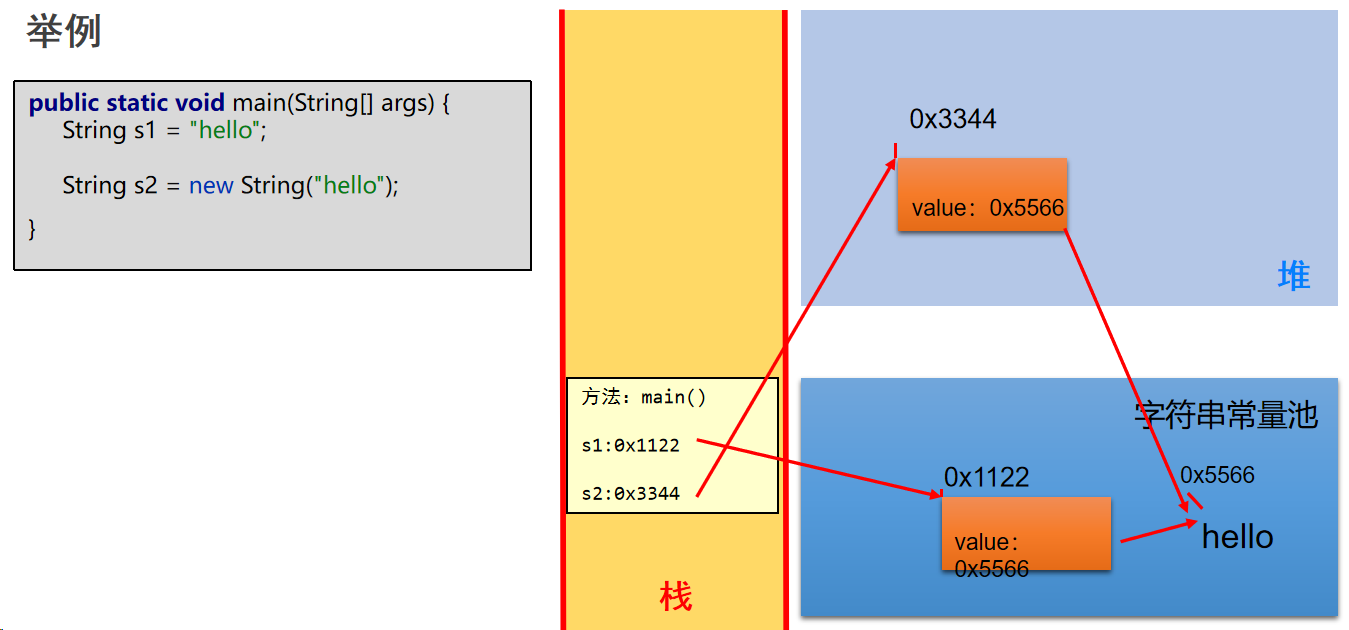 举例
public static void main(String[] args) {
String s1 = "hello";
String s2 = new String("hello");
}
0x3344
value：0x5566
堆
方法：main()
s1:0x1122
s2:0x3344
栈
字符串常量池
0x1122
value：
0x5566
0x5566
hello